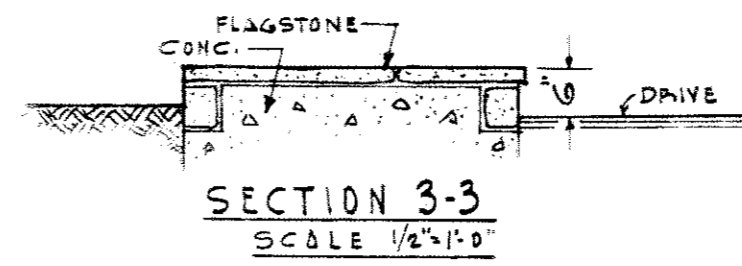 FLAGSTONE
CONC.
6"
DRIVE
SECTION 3-3
SCALE 1/2"=1'-0"